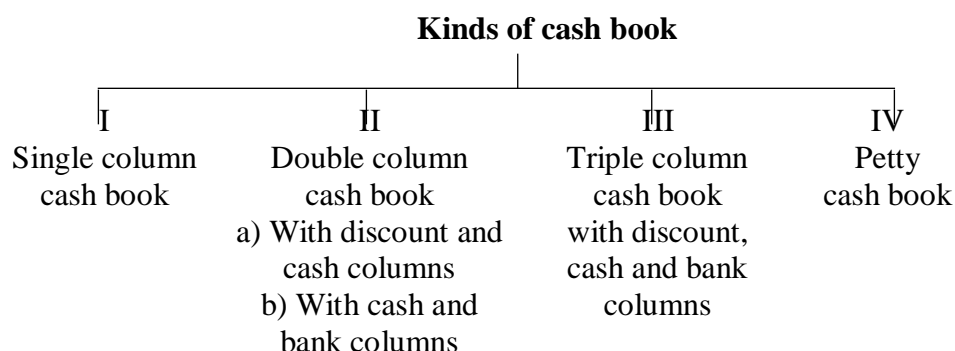 Kinds of cash book
I
Single column
cash book
II
Double column
cash book
a) With discount and
cash columns
b) With cash and
bank columns
III
Triple column
cash book
with discount,
cash and bank
columns
IV
Petty
cash book